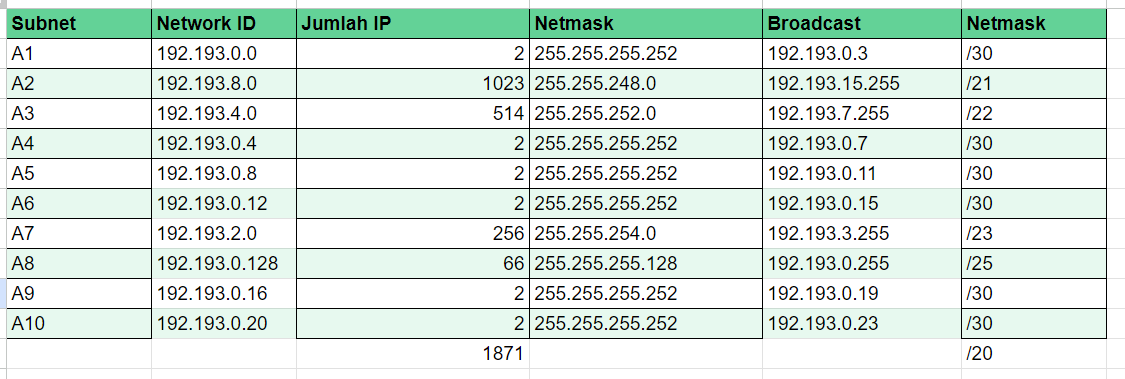 Subnet Network ID Jumlah IP Netmask Broadcast Netmask
A1 192.193.0.0 2 255.255.255.252 192.193.0.3 /30
A2 192.193.8.0 1023 255.255.248.0 192.193.15.255 /21
A3 192.193.4.0 514 255.255.252.0 192.193.7.255 /22
A4 192.193.0.4 2 255.255.255.252 192.193.0.7 /30
A5 192.193.0.8 2 255.255.255.252 192.193.0.11 /30
A6 192.193.0.12 2 255.255.255.252 192.193.0.15 /30
A7 192.193.2.0 256 255.255.254.0 192.193.3.255 /23
A8 192.193.0.128 66 255.255.255.128 192.193.0.255 /25
A9 192.193.0.16 2 255.255.255.252 192.193.0.19 /30
A10 192.193.0.20 2 255.255.255.252 192.193.0.23 /30
1871 /20